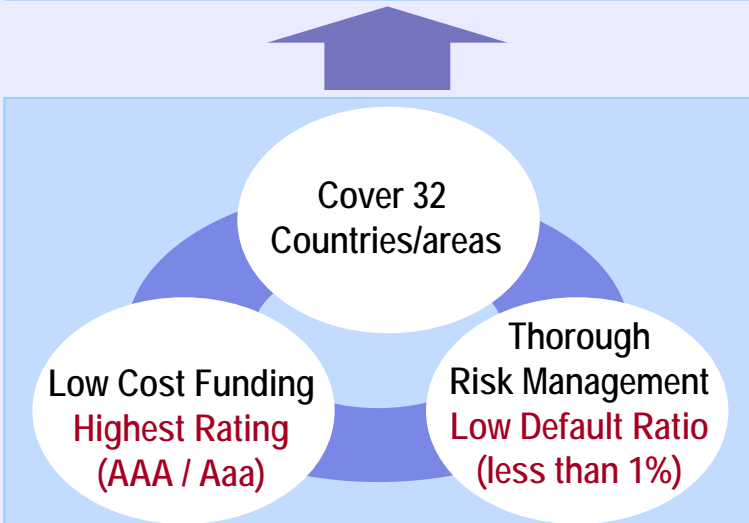 Cover 32
Countries/areas
Low Cost Funding
Highest Rating
(AAA / Aaa)
Thorough
Risk Management
Low Default Ratio
(less than 1%)